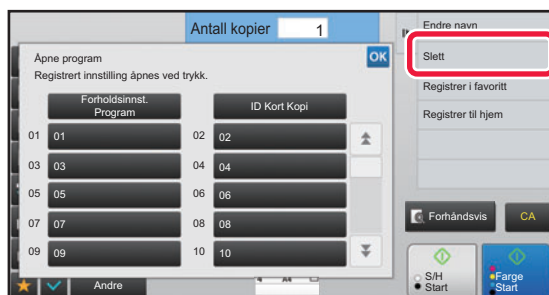 Antall kopier 1
Endre navn
Åpne program
OK
Slett
Registrert innstilling åpnes ved trykk.
Registrer i favoritt
Forholdsinnst.
Program
ID Kort Kopi
Registrer til hjem
01 01 02 02
03 03 04 04
05 05 06 06
07 07 08 08
Forhåndsvis CA
09 09 10 10
S/H
Start
Farge
Start
Andre
A4